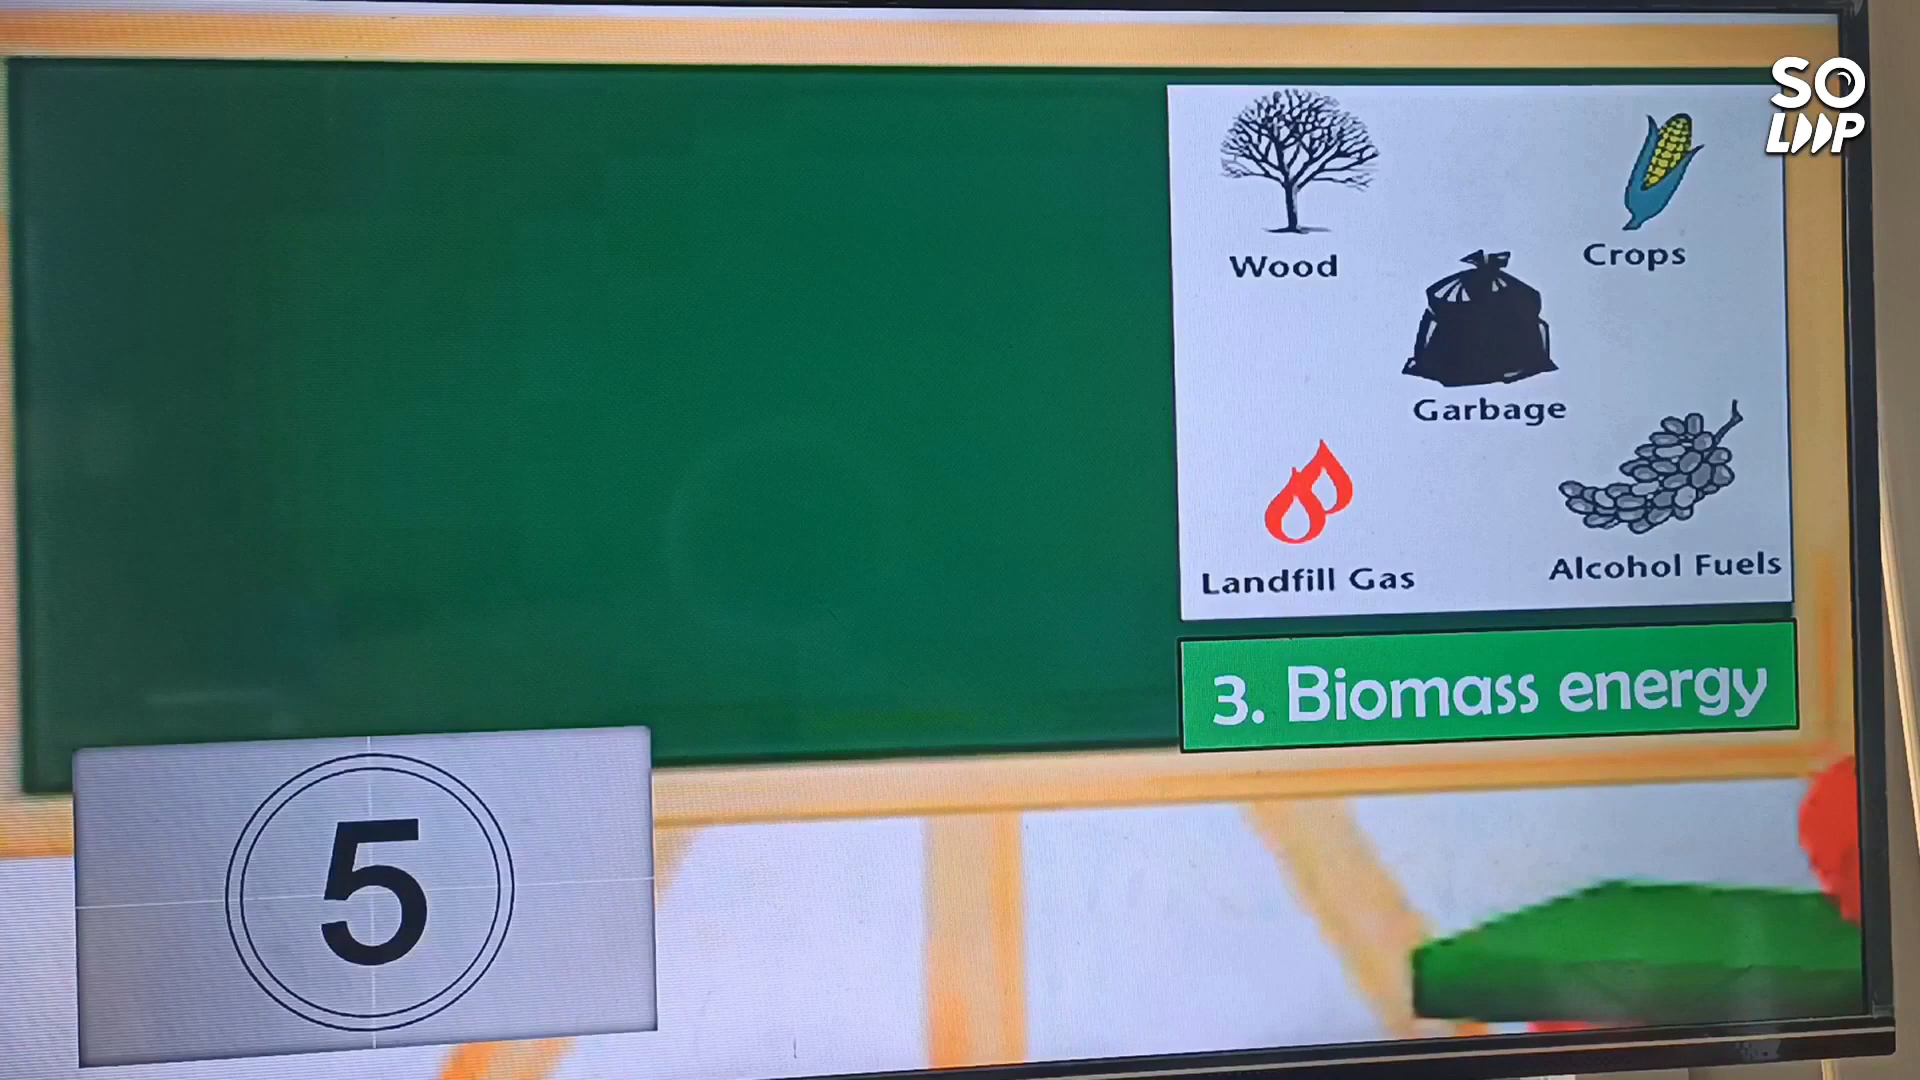 SO
LOOP
Wood
Crops
Garbage
Landfill Gas
Alcohol Fuels
3. Biomass energy
5